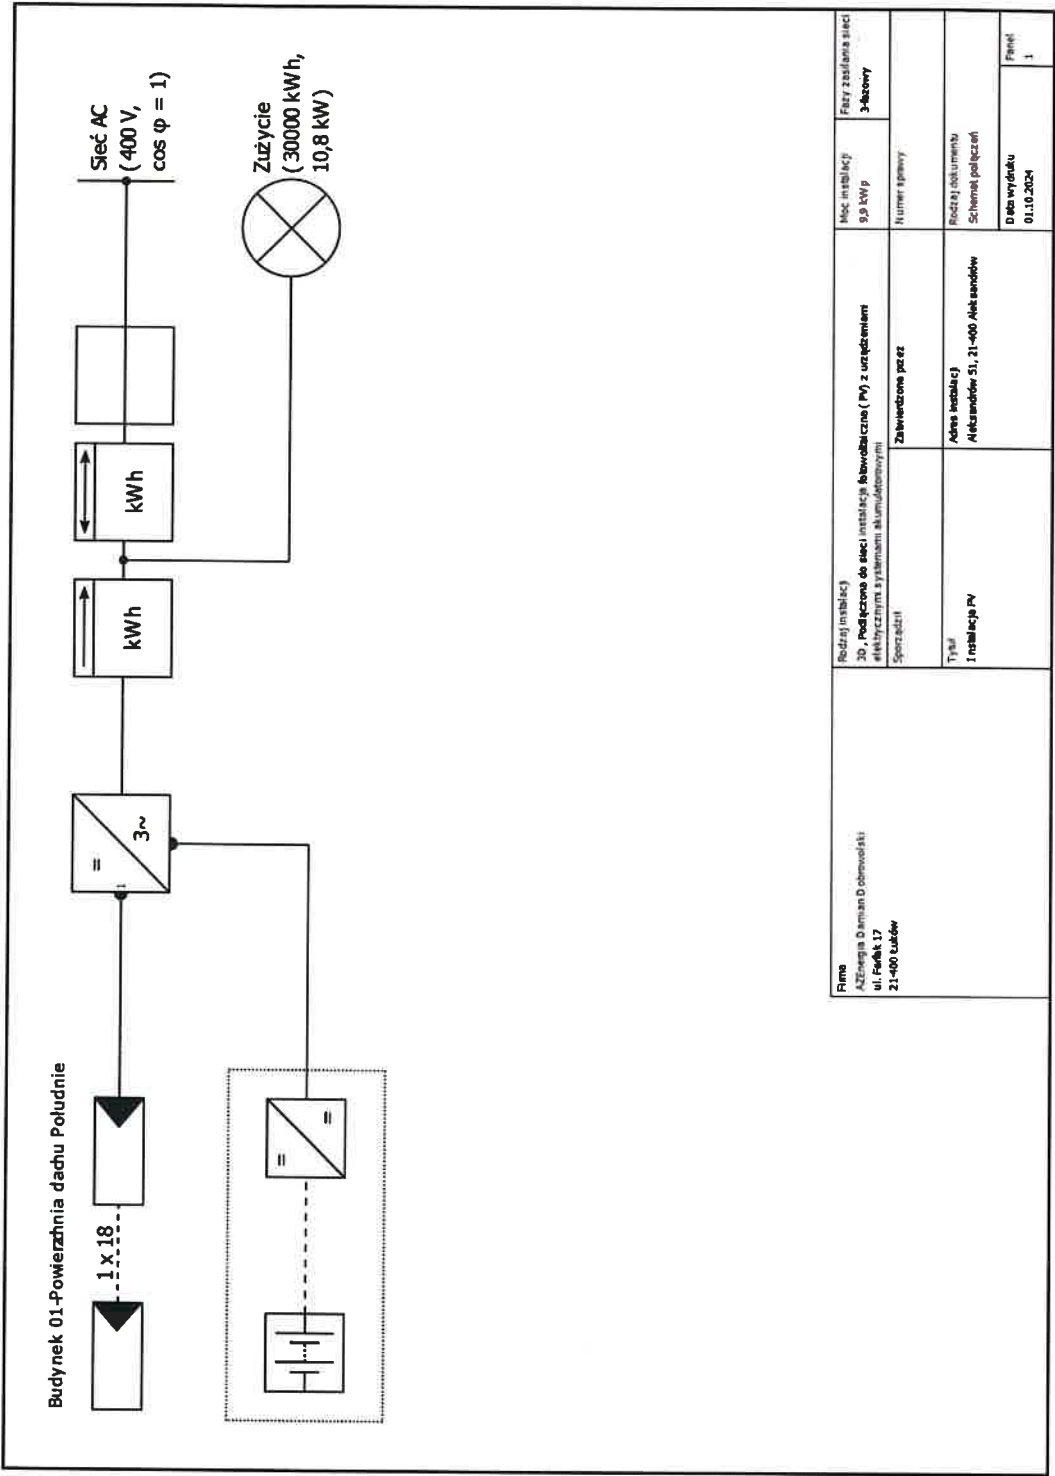 Budynek 01-Powierzchnia dachu Południe
1 x 18
=
3~
1
kWh
kWh
Sieć AC
(400 V,
cos φ = 1)
Zużycie
(30000 kWh,
10,8 kW)
=
=
Firma
AZEnergia Damian Dobrowolski
21-400 Łuków
Rodzaj instalacji
3D, Podłączona do sieci instalacja fotowoltaiczna (PV) z urządzeniami
elektrycznymi systemami akumulatorowymi
Moc instalacji
9,9 kWp
Fazy zasilania sieci
3-fazowy
Sporządził
Zatwierdzone przez
Numer sprawy
Tytuł
Instalacja PV
Adres instalacji
Aleksandrów 51, 21-400 Aleksandrów
Rodzaj dokumentu
Schemat połączeń
Data wydruku
01.10.2024
Panel
1